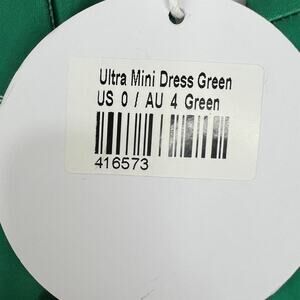 Ultra Mini Dress Green
US 0 / AU 4 Green
416573